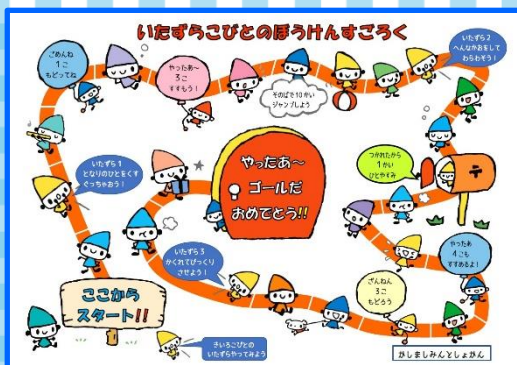 いたずらこびとのぼうけんすごろく
ごめんね
1こ
もどってね
やったあ~
3こ
すすもう!
そのばで10かい
ジャンプしよう
いたずら2
へんなかおをして
わらわそう!
いたずら1
となりのひとをくす
ぐっちゃおう!
やったあ~
ゴールだ
おめでとう!!
つかれたから
1かい
ひとやすみ
〒
やったあ
4こも
すすめるよ!
いたずら3
かくれてびっくり
させよう!
ざんねん
3こ
もどろう
ここから
スタート!!
きいろこびとの
いたずらやってみよう
かしましみんとしょかん